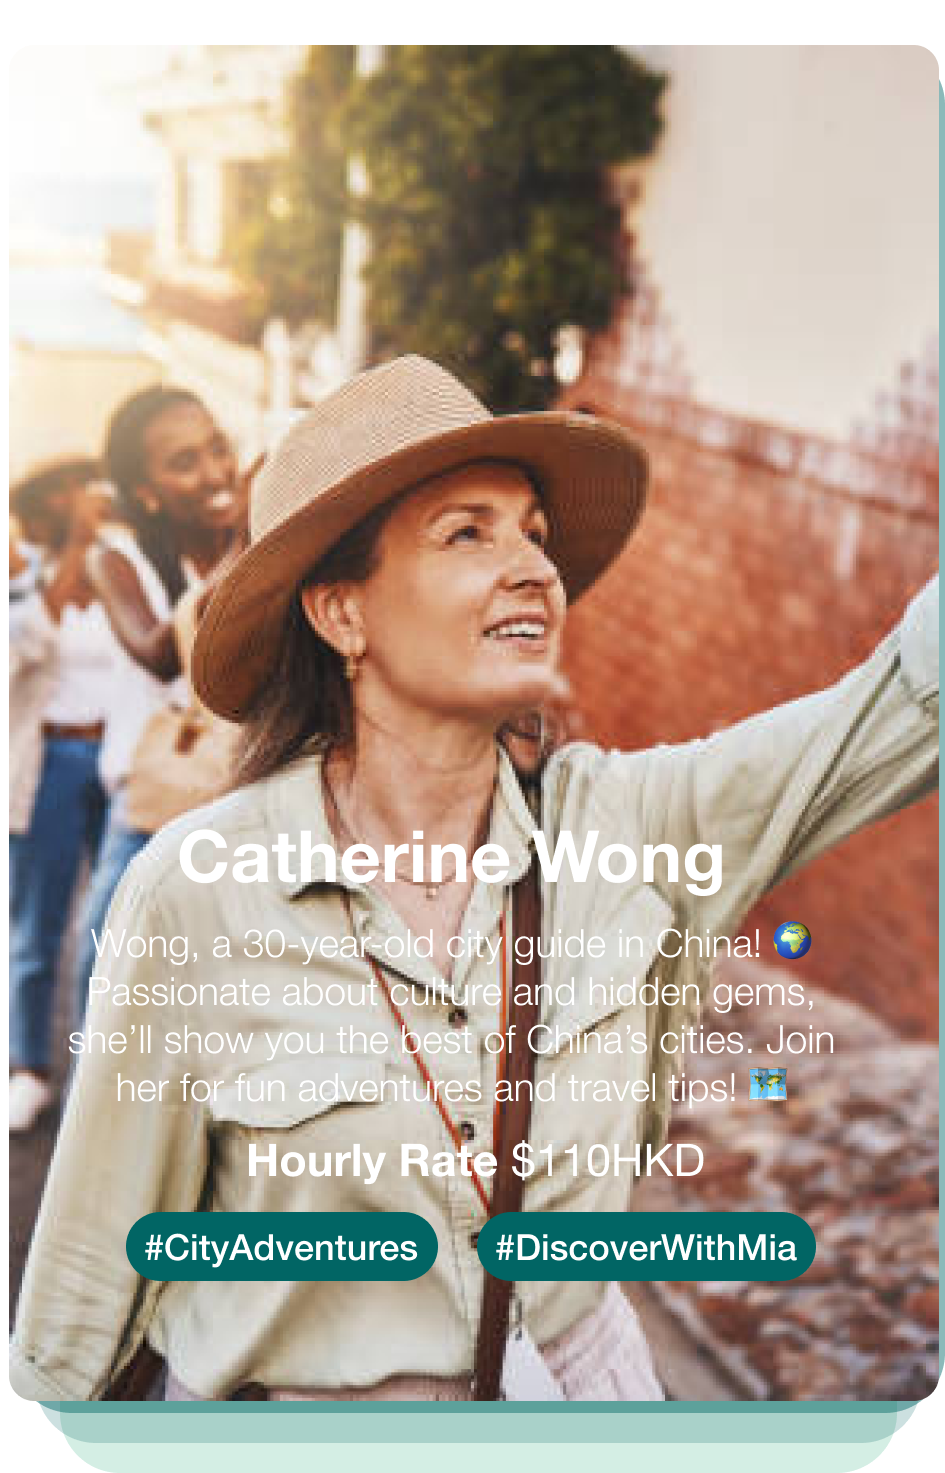 Catherine Wong
Wong, a 30-year-old city guide in China! 🌍
Passionate about culture and hidden gems,
she’ll show you the best of China’s cities. Join
her for fun adventures and travel tips! 🗺️
Hourly Rate $110HKD
#CityAdventures #DiscoverWithMia